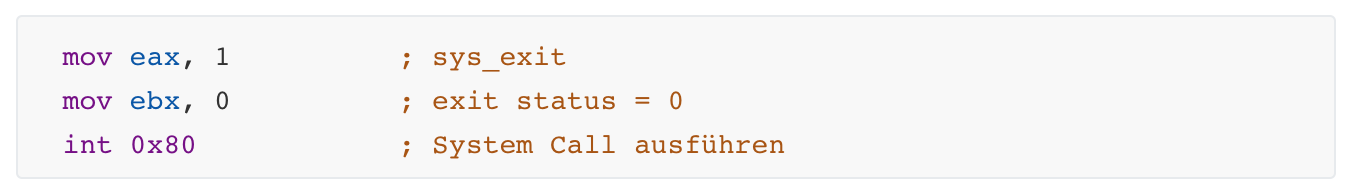 mov eax, 1 ; sys_exit
mov ebx, 0 ; exit status = 0
int 0x80 ; System Call ausführen